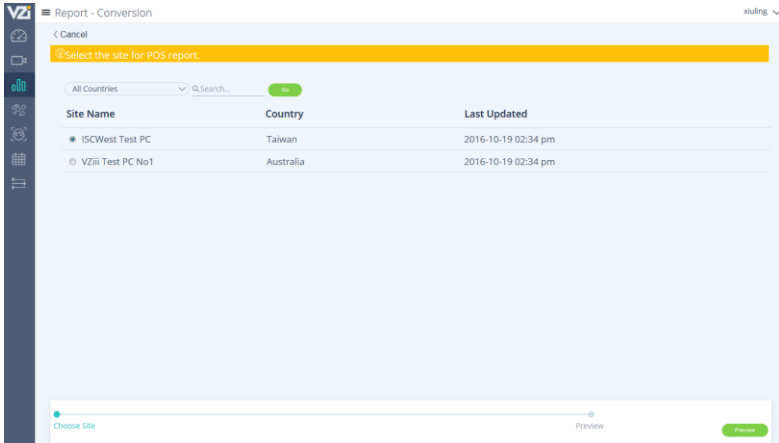 VZi
Report - Conversion
xiuling
Cancel
Select the site for POS report.
All Countries
Search...
Go
Site Name Country Last Updated
ISCWest Test PC Taiwan 2016-10-19 02:34 pm
VZiii Test PC No1 Australia 2016-10-19 02:34 pm
Choose Site
Preview
Preview